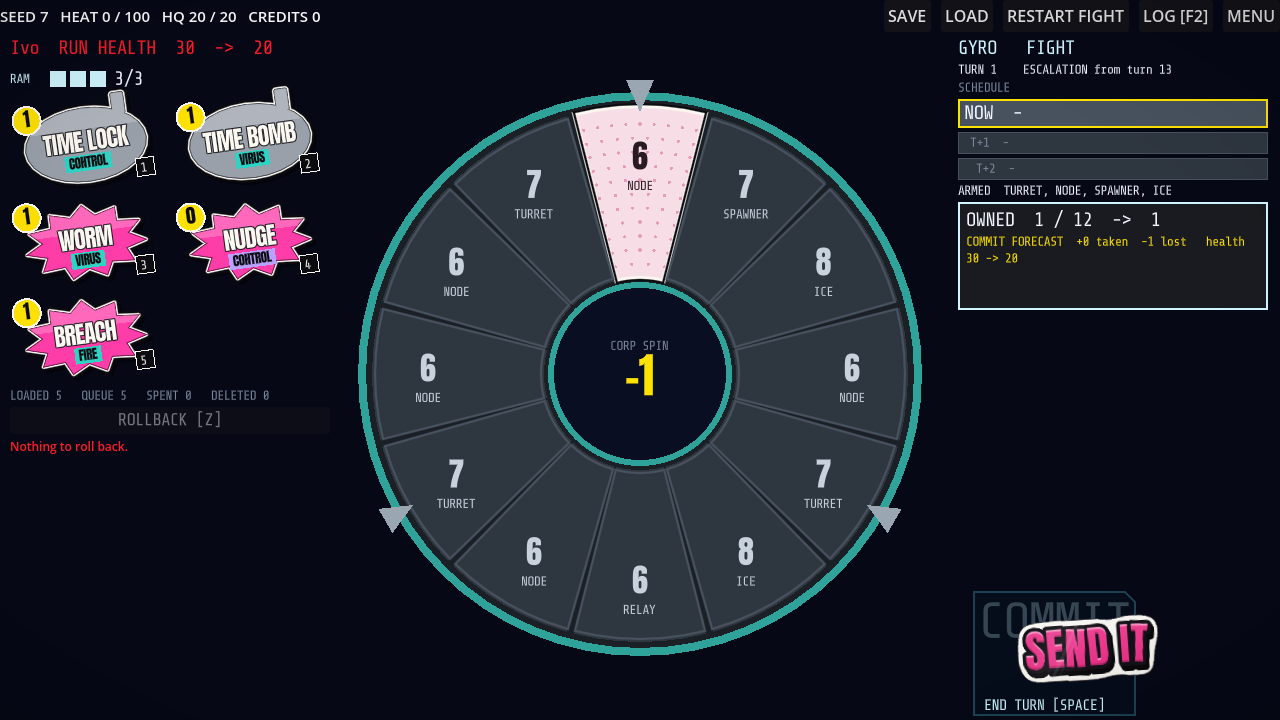 SEED 7 HEAT 0 / 100 HQ 20 / 20 CREDITS 0
SAVE LOAD RESTART FIGHT LOG [F2] MENU
Ivo RUN HEALTH 30 -> 20
RAM 3/3
1 TIME LOCK CONTROL 1
1 TIME BOMB VIRUS 2
1 WORM VIRUS 3
0 NUDGE CONTROL 4
1 BREACH FIRE 5
LOADED 5 QUEUE 5 SPENT 0 DELETED 0
ROLLBACK [Z]
Nothing to roll back.
6
NODE
7
SPAWNER
8
ICE
6
NODE
7
TURRET
8
ICE
6
RELAY
6
NODE
7
TURRET
6
NODE
6
NODE
7
TURRET
CORP SPIN
-1
GYRO FIGHT
TURN 1 ESCALATION from turn 13
SCHEDULE
NOW -
T+1 -
T+2 -
ARMED TURRET, NODE, SPAWNER, ICE
OWNED 1 / 12 -> 1
COMMIT FORECAST +0 taken -1 lost health
30 -> 20
COMMIT
SEND IT
END TURN [SPACE]